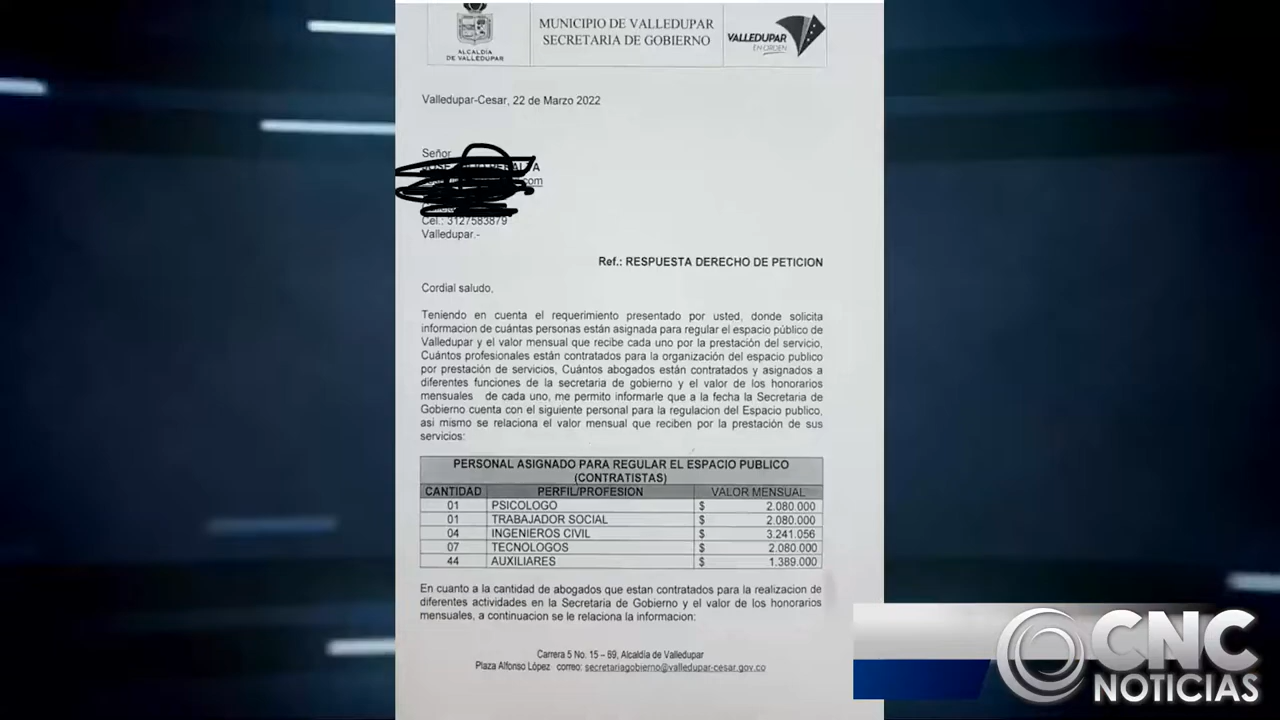 MUNICIPIO DE VALLEDUPAR
SECRETARIA DE GOBIERNO
ALCALDÍA
DE VALLEDUPAR
VALLEDUPAR
EN ORDEN
Valledupar-Cesar, 22 de Marzo 2022
Señor
.com
Cel.: 3127583879
Valledupar.-
Ref.: RESPUESTA DERECHO DE PETICION
Cordial saludo,
Teniendo en cuenta el requerimiento presentado por usted, donde solicita
informacion de cuántas personas están asignada para regular el espacio público de
Valledupar y el valor mensual que recibe cada uno por la prestación del servicio,
Cuántos profesionales están contratados para la organización del espacio publico
por prestación de servicios, Cuántos abogados están contratados y asignados a
diferentes funciones de la secretaria de gobierno y el valor de los honorarios
mensuales de cada uno, me permito informarle que a la fecha la Secretaria de
Gobierno cuenta con el siguiente personal para la regulacion del Espacio publico,
asi mismo se relaciona el valor mensual que reciben por la prestación de sus
servicios:
PERSONAL ASIGNADO PARA REGULAR EL ESPACIO PUBLICO
(CONTRATISTAS)
CANTIDAD PERFIL/PROFESION VALOR MENSUAL
01 PSICOLOGO $ 2.080.000
01 TRABAJADOR SOCIAL $ 2.080.000
04 INGENIEROS CIVIL $ 3.241.056
07 TECNOLOGOS $ 2.080.000
44 AUXILIARES $ 1.389.000
En cuanto a la cantidad de abogados que estan contratados para la realizacion de
diferentes actividades en la Secretaria de Gobierno y el valor de los honorarios
mensuales, a continuacion se le relaciona la informacion:
Carrera 5 No. 15 – 69, Alcaldía de Valledupar
Plaza Alfonso López correo: secretariagobierno@valledupar-cesar.gov.co
CNC
NOTICIAS